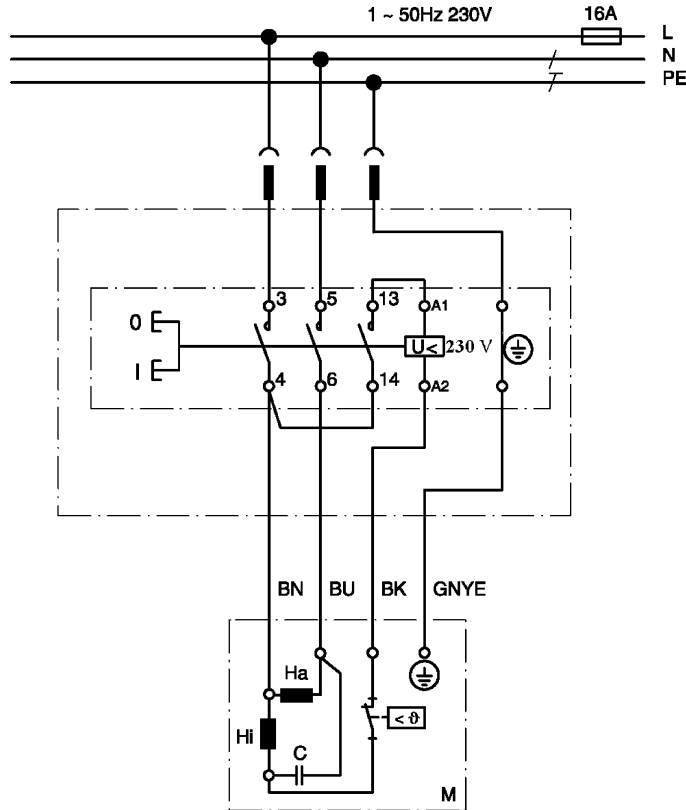 1 ~ 50Hz 230V
16A
L
N
PE
3
5
13
A1
0
I
U<
230 V
4
6
14
A2
BN
BU
BK
GNYE
Ha
< ϑ
Hi
C
M